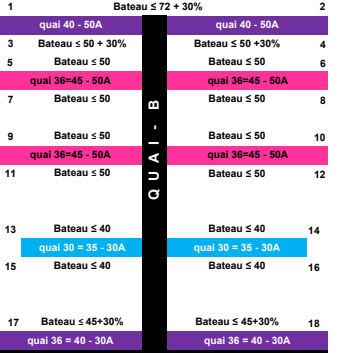 1 Bateau ≤ 72 + 30% 2
quai 40 - 50A quai 40 - 50A
3 Bateau ≤ 50 + 30% Bateau ≤ 50 +30% 4
5 Bateau ≤ 50 Bateau ≤ 50 6
quai 36=45 - 50A quai 36=45 - 50A
7 Bateau ≤ 50 Bateau ≤ 50 8
QUAI - B
9 Bateau ≤ 50 Bateau ≤ 50 10
quai 36=45 - 50A quai 36=45 - 50A
11 Bateau ≤ 50 Bateau ≤ 50 12
13 Bateau ≤ 40 Bateau ≤ 40 14
quai 30 = 35 - 30A quai 30 = 35 - 30A
15 Bateau ≤ 40 Bateau ≤ 40 16
17 Bateau ≤ 45+30% Bateau ≤ 45+30% 18
quai 36 = 40 - 30A quai 36 = 40 - 30A